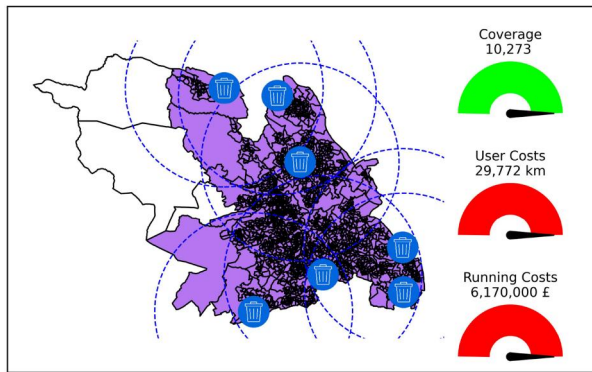 Coverage
10,273
User Costs
29,772 km
Running Costs
6,170,000 £